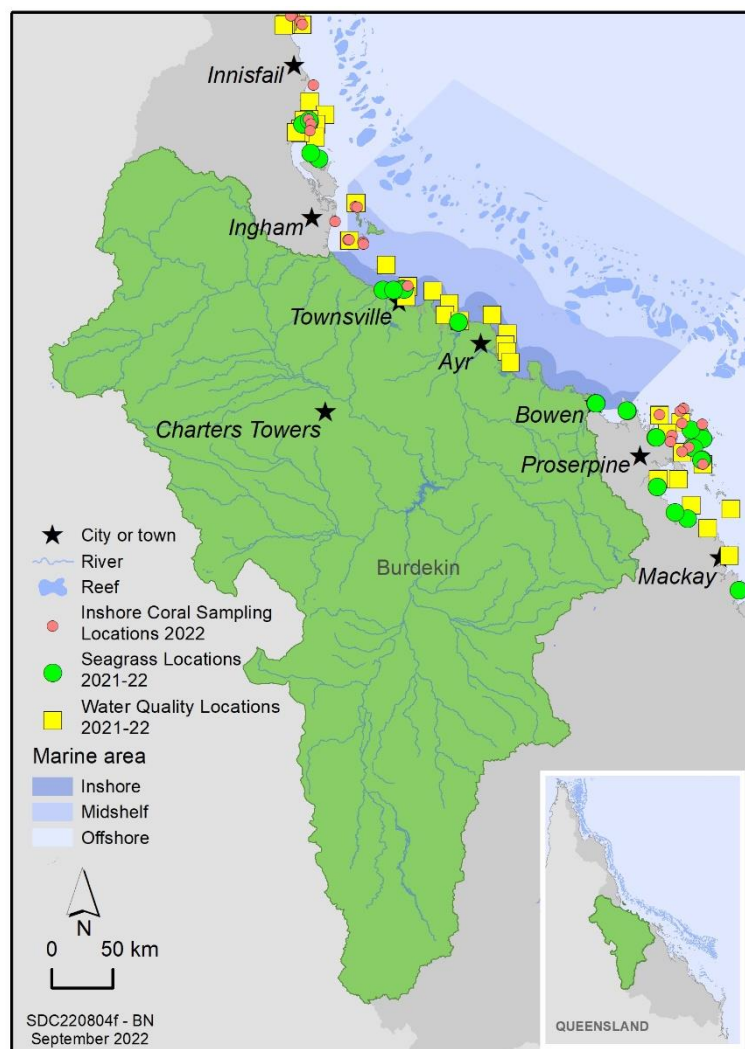 Innisfail
Ingham
Townsville
Ayr
Charters Towers
Bowen
Proserpine
Burdekin
Mackay
City or town
River
Reef
Inshore Coral Sampling
Locations 2022
Seagrass Locations
2021-22
Water Quality Locations
2021-22
Marine area
Inshore
Midshelf
Offshore
N
0 50 km
SDC220804f - BN
September 2022
QUEENSLAND